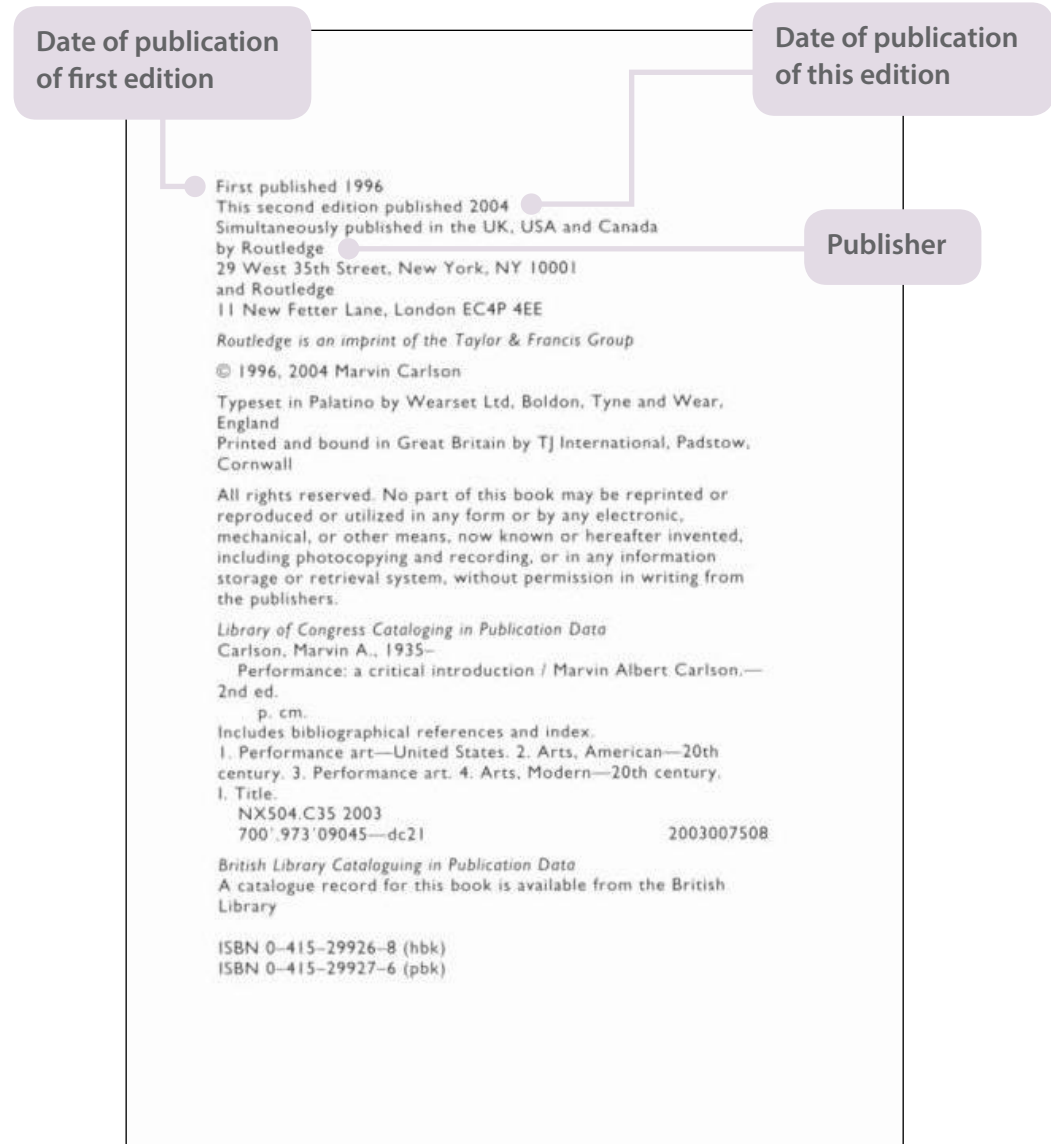 Date of publication
of first edition
Date of publication
of this edition
First published 1996
This second edition published 2004
Simultaneously published in the UK, USA and Canada
by Routledge
Publisher
29 West 35th Street, New York, NY 10001
and Routledge
11 New Fetter Lane, London EC4P 4EE
Routledge is an imprint of the Taylor & Francis Group
© 1996, 2004 Marvin Carlson
Typeset in Palatino by Wearset Ltd, Boldon, Tyne and Wear,
England
Printed and bound in Great Britain by TJ International, Padstow,
Cornwall
All rights reserved. No part of this book may be reprinted or
reproduced or utilized in any form or by any electronic,
mechanical, or other means, now known or hereafter invented,
including photocopying and recording, or in any information
storage or retrieval system, without permission in writing from
the publishers.
Library of Congress Cataloging in Publication Data
Carlson, Marvin A., 1935–
Performance: a critical introduction / Marvin Albert Carlson.—
2nd ed.
p. cm.
Includes bibliographical references and index.
1. Performance art—United States. 2. Arts, American—20th
century. 3. Performance art. 4. Arts, Modern—20th century.
I. Title.
NX504.C35 2003
700'.973'09045—dc21 2003007508
British Library Cataloguing in Publication Data
A catalogue record for this book is available from the British
Library
ISBN 0–415–29926–8 (hbk)
ISBN 0–415–29927–6 (pbk)